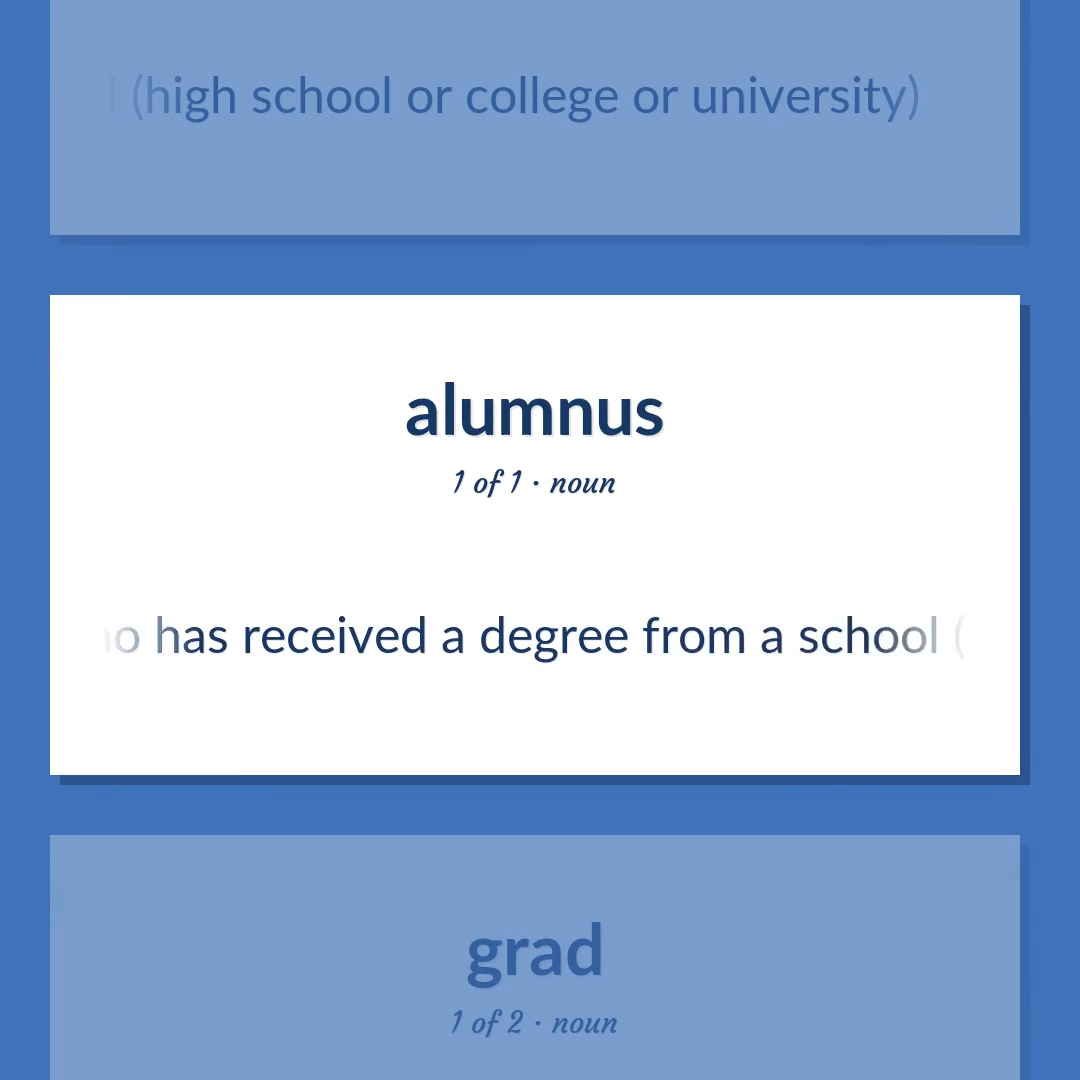 (high school or college or university)
alumnus
1 of 1 · noun
has received a degree from a school (
grad
1 of 2 · noun